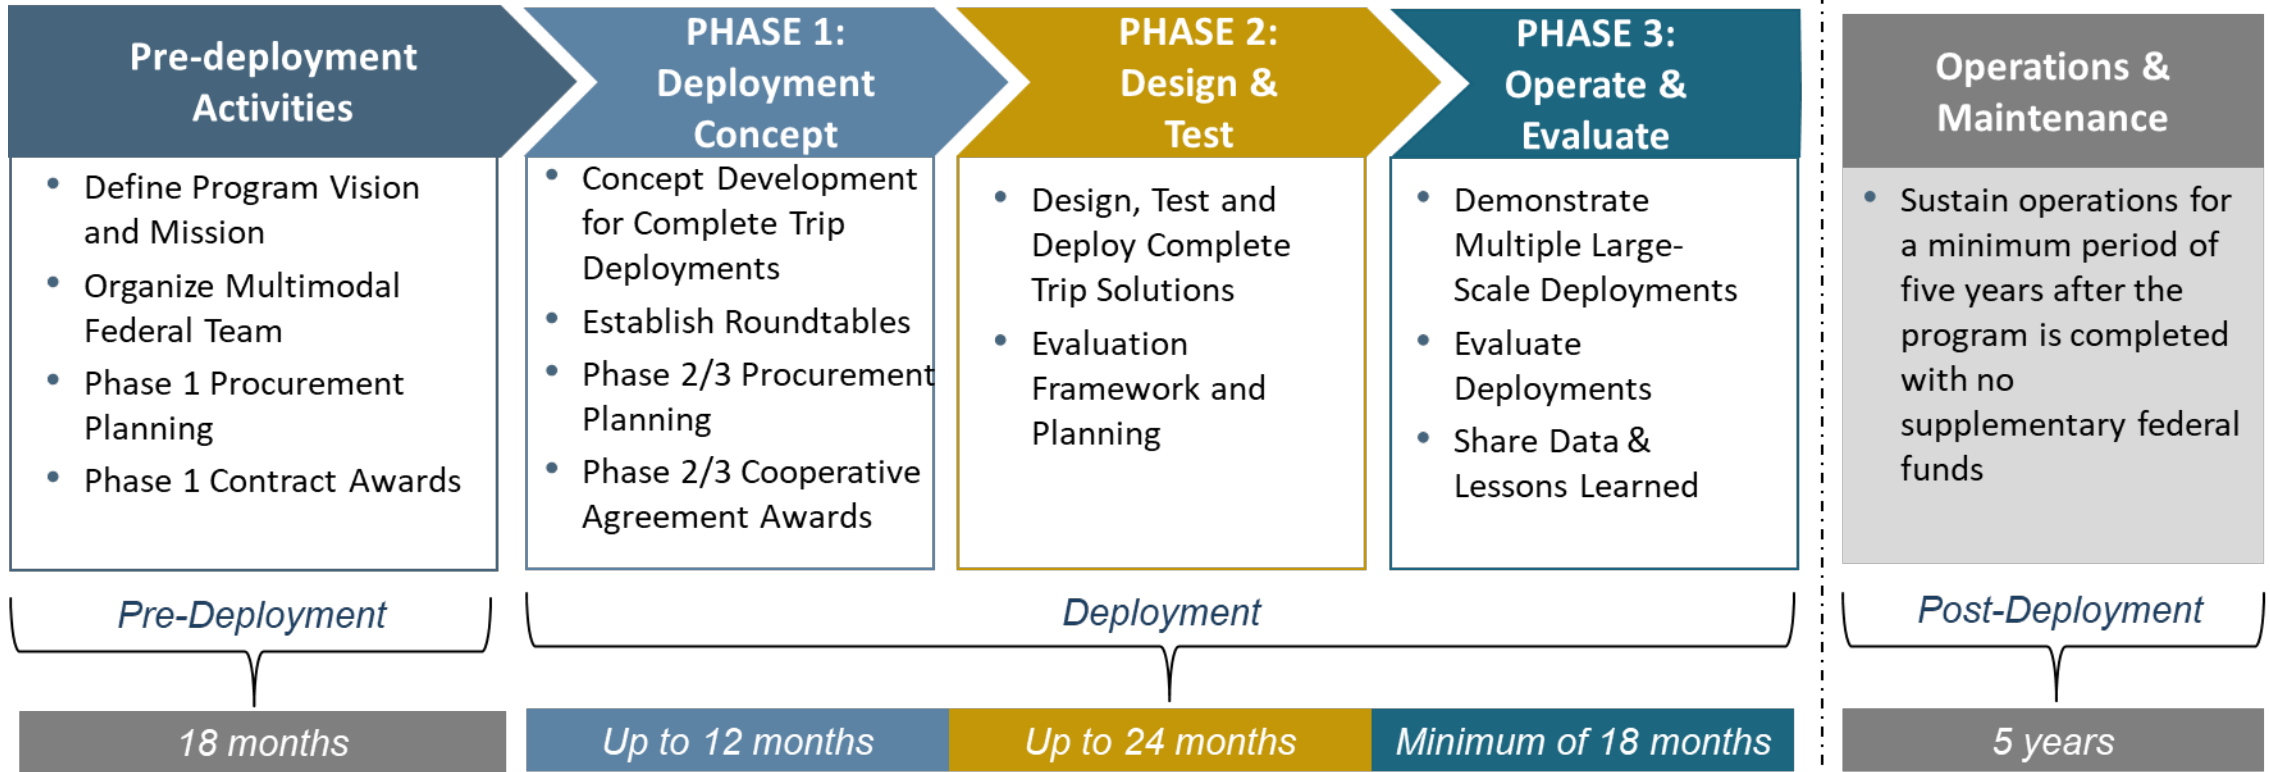 Pre-deployment
Activities
• Define Program Vision
and Mission
• Organize Multimodal
Federal Team
• Phase 1 Procurement
Planning
• Phase 1 Contract Awards
PHASE 1:
Deployment
Concept
• Concept Development
for Complete Trip
Deployments
• Establish Roundtables
• Phase 2/3 Procurement
Planning
• Phase 2/3 Cooperative
Agreement Awards
PHASE 2:
Design &
Test
• Design, Test and
Deploy Complete
Trip Solutions
• Evaluation
Framework and
Planning
PHASE 3:
Operate &
Evaluate
• Demonstrate
Multiple Large-
Scale Deployments
• Evaluate
Deployments
• Share Data &
Lessons Learned
Operations &
Maintenance
• Sustain operations for
a minimum period of
five years after the
program is completed
with no
supplementary federal
funds
Pre-Deployment
Deployment
Post-Deployment
18 months
Up to 12 months
Up to 24 months
Minimum of 18 months
5 years